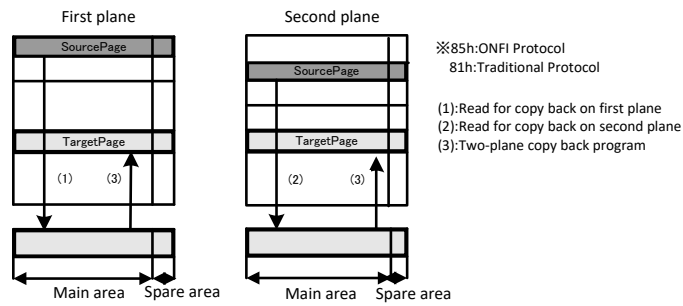 First plane
SourcePage
TargetPage
(1)
(3)
Main area
Spare area
Second plane
SourcePage
TargetPage
(2)
(3)
Main area
Spare area
※85h:ONFI Protocol
81h:Traditional Protocol
(1):Read for copy back on first plane
(2):Read for copy back on second plane
(3):Two-plane copy back program